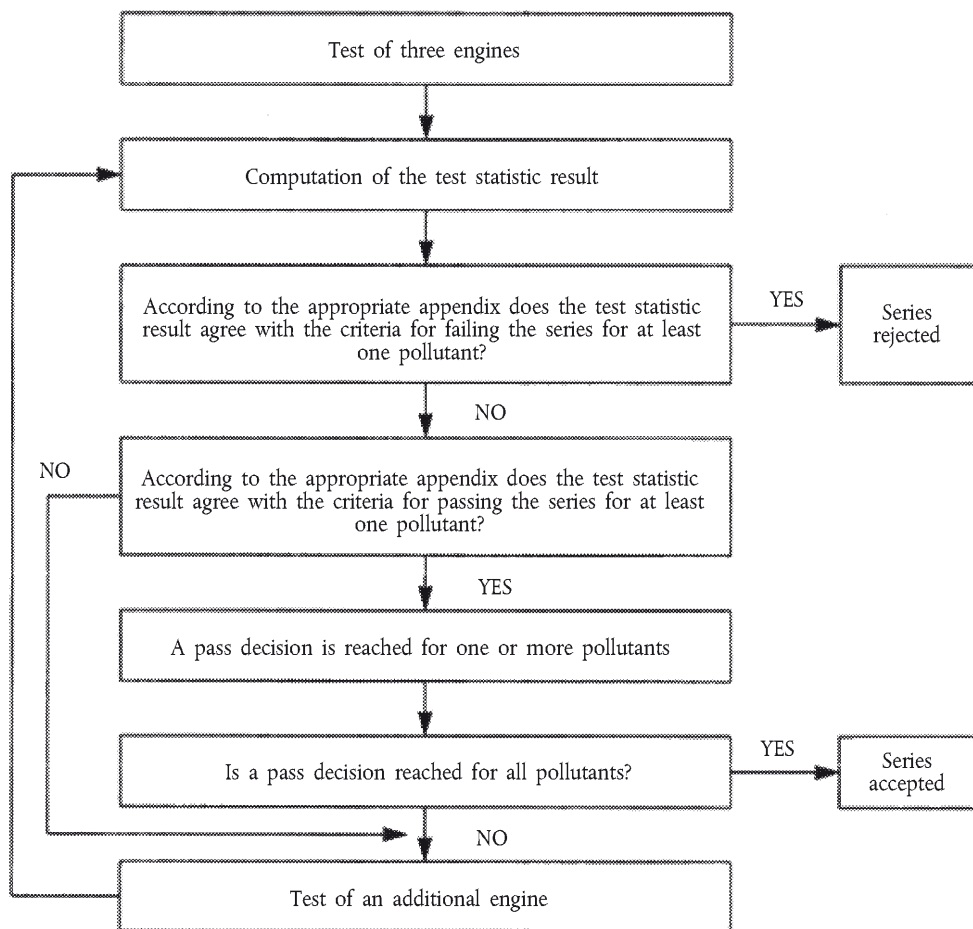 Test of three engines
Computation of the test statistic result
According to the appropriate appendix does the test statistic
result agree with the criteria for failing the series for at least
one pollutant?
YES
Series
rejected
NO
NO
According to the appropriate appendix does the test statistic
result agree with the criteria for passing the series for at least
one pollutant?
YES
A pass decision is reached for one or more pollutants
Is a pass decision reached for all pollutants?
YES
Series
accepted
NO
Test of an additional engine